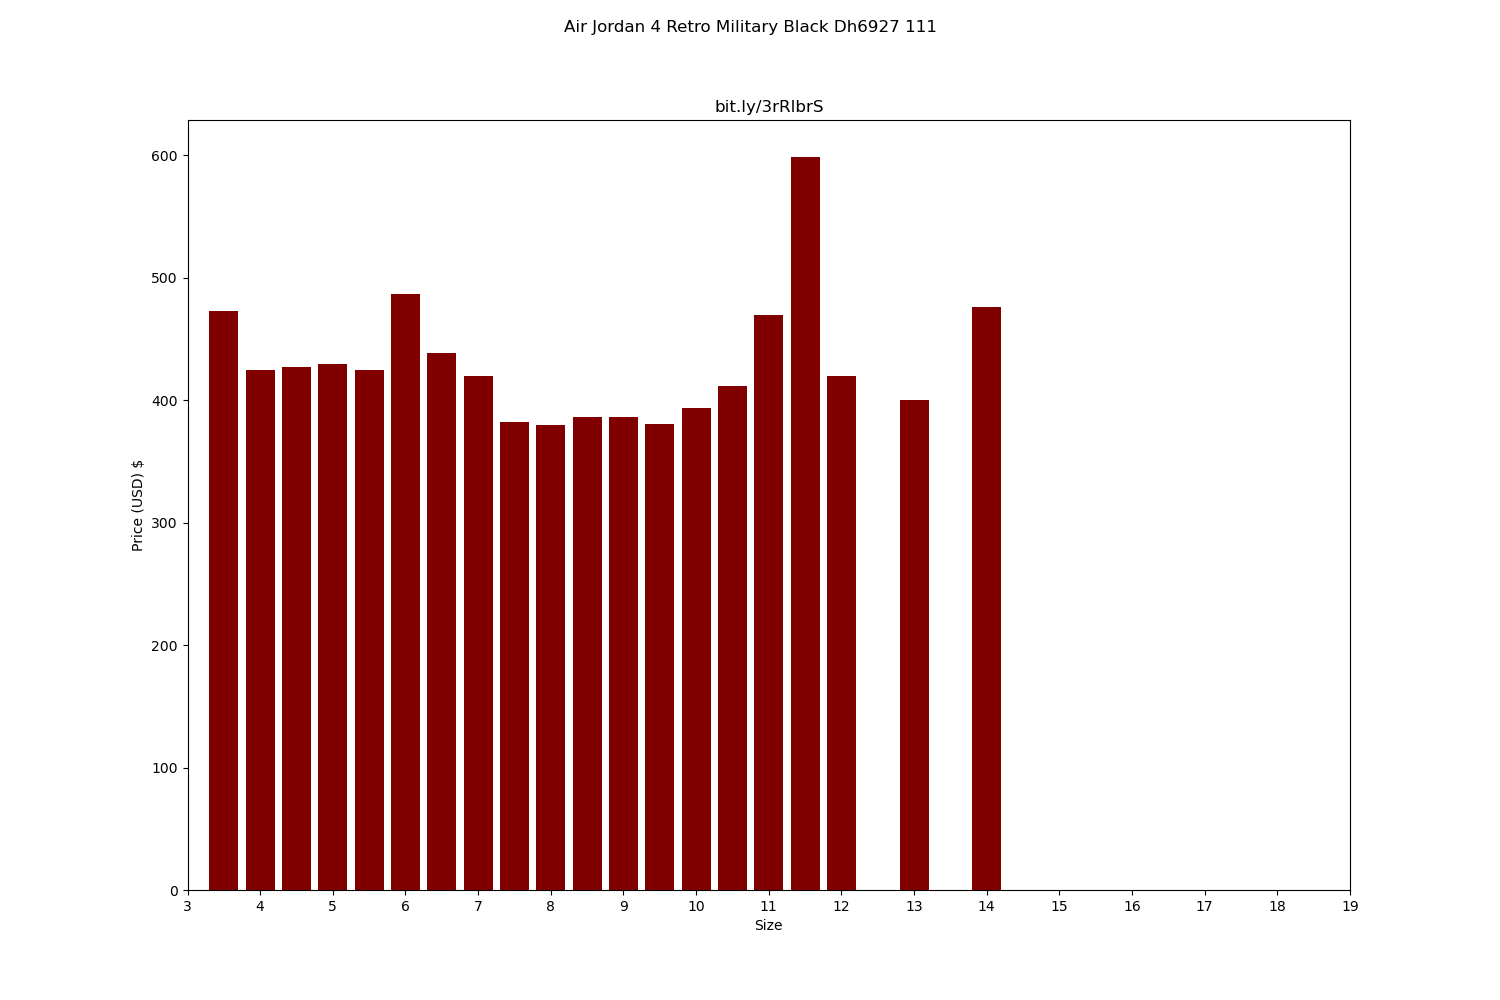 Air Jordan 4 Retro Military Black Dh6927 111
bit.ly/3rRlbrS
600
500
400
300
200
100
0
Price (USD) $
3 4 5 6 7 8 9 10 11 12 13 14 15 16 17 18 19
Size